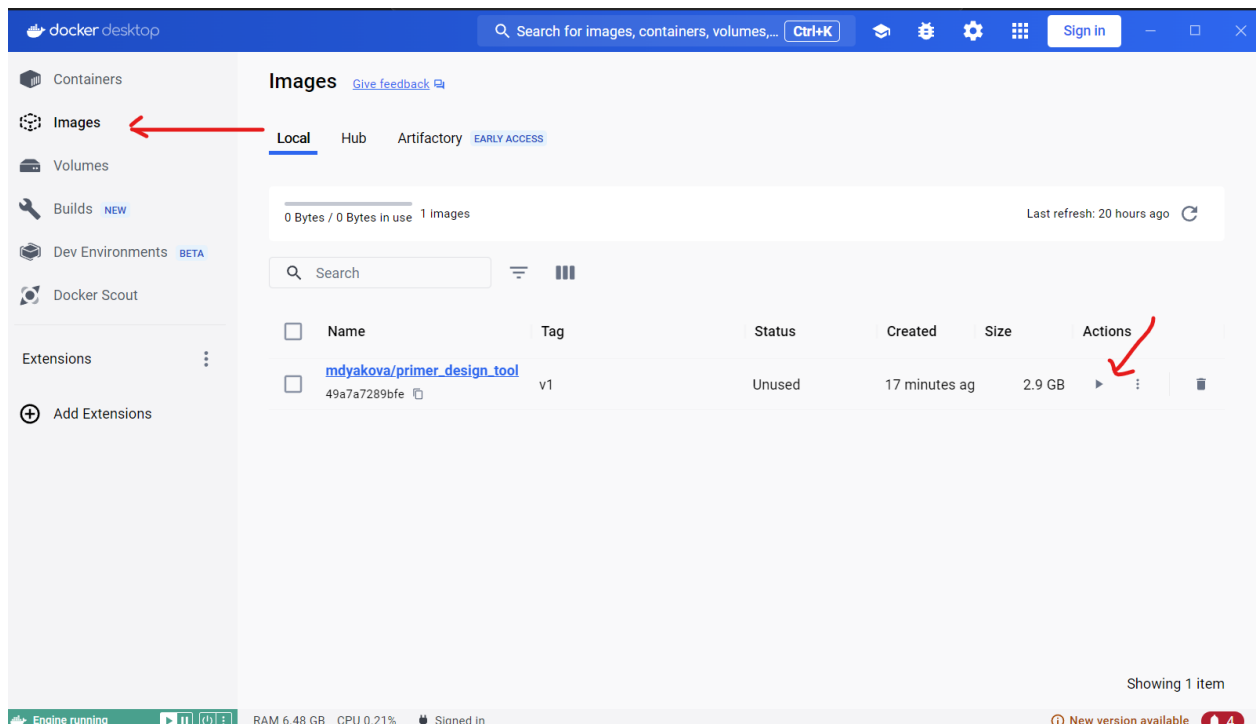 docker desktop
Search for images, containers, volumes,... Ctrl+K
Sign in
Containers
Images
Volumes
Builds NEW
Dev Environments BETA
Docker Scout
Extensions
Add Extensions
Images Give feedback
Local Hub Artifactory EARLY ACCESS
0 Bytes / 0 Bytes in use 1 images
Last refresh: 20 hours ago
Search
Name Tag Status Created Size Actions
mdyakova/primer_design_tool
49a7a7289bfe
v1 Unused 17 minutes ag 2.9 GB
Showing 1 item
Engine running RAM 6.48 GB CPU 0.21% Signed in New version available 4